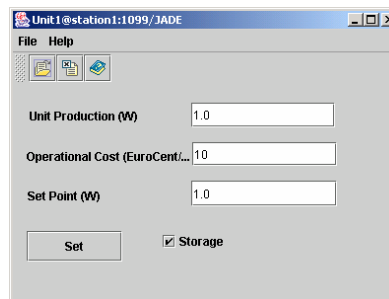 Unit1@station1:1099/JADE
File Help
Unit Production (W) 1.0
Operational Cost (EuroCent/... 10
Set Point (W) 1.0
Set Storage